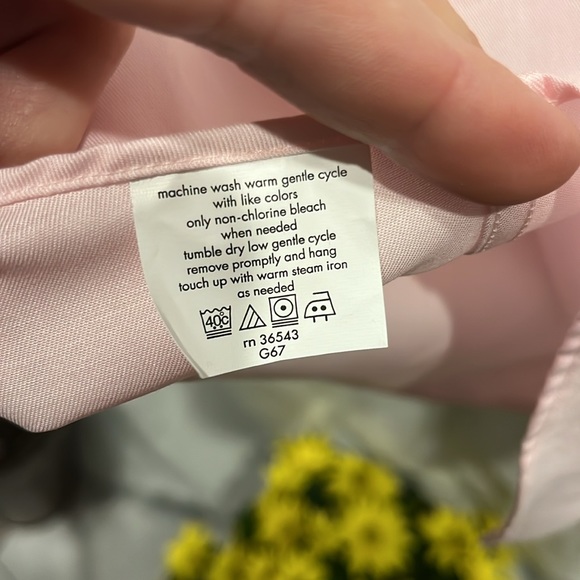 machine wash warm gentle cycle
with like colors
only non-chlorine bleach
when needed
tumble dry low gentle cycle
remove promptly and hang
touch up with warm steam iron
as needed
40c
rn 36543
G67